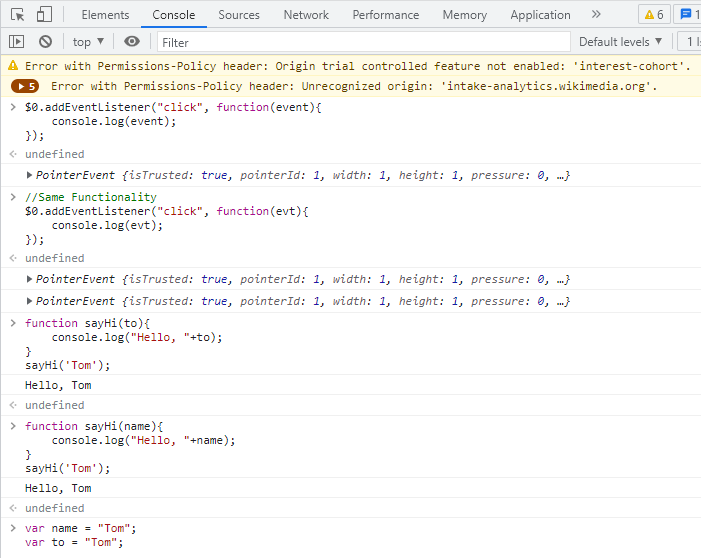 Elements Console Sources Network Performance Memory Application 6 1
top Filter Default levels 1
Error with Permissions-Policy header: Origin trial controlled feature not enabled: 'interest-cohort'.
5 Error with Permissions-Policy header: Unrecognized origin: 'intake-analytics.wikimedia.org'.
$0.addEventListener("click", function(event){
console.log(event);
});
undefined
PointerEvent {isTrusted: true, pointerId: 1, width: 1, height: 1, pressure: 0, …}
//Same Functionality
$0.addEventListener("click", function(evt){
console.log(evt);
});
undefined
PointerEvent {isTrusted: true, pointerId: 1, width: 1, height: 1, pressure: 0, …}
PointerEvent {isTrusted: true, pointerId: 1, width: 1, height: 1, pressure: 0, …}
function sayHi(to){
console.log("Hello, "+to);
}
sayHi('Tom');
Hello, Tom
undefined
function sayHi(name){
console.log("Hello, "+name);
}
sayHi('Tom');
Hello, Tom
undefined
var name = "Tom";
var to = "Tom";